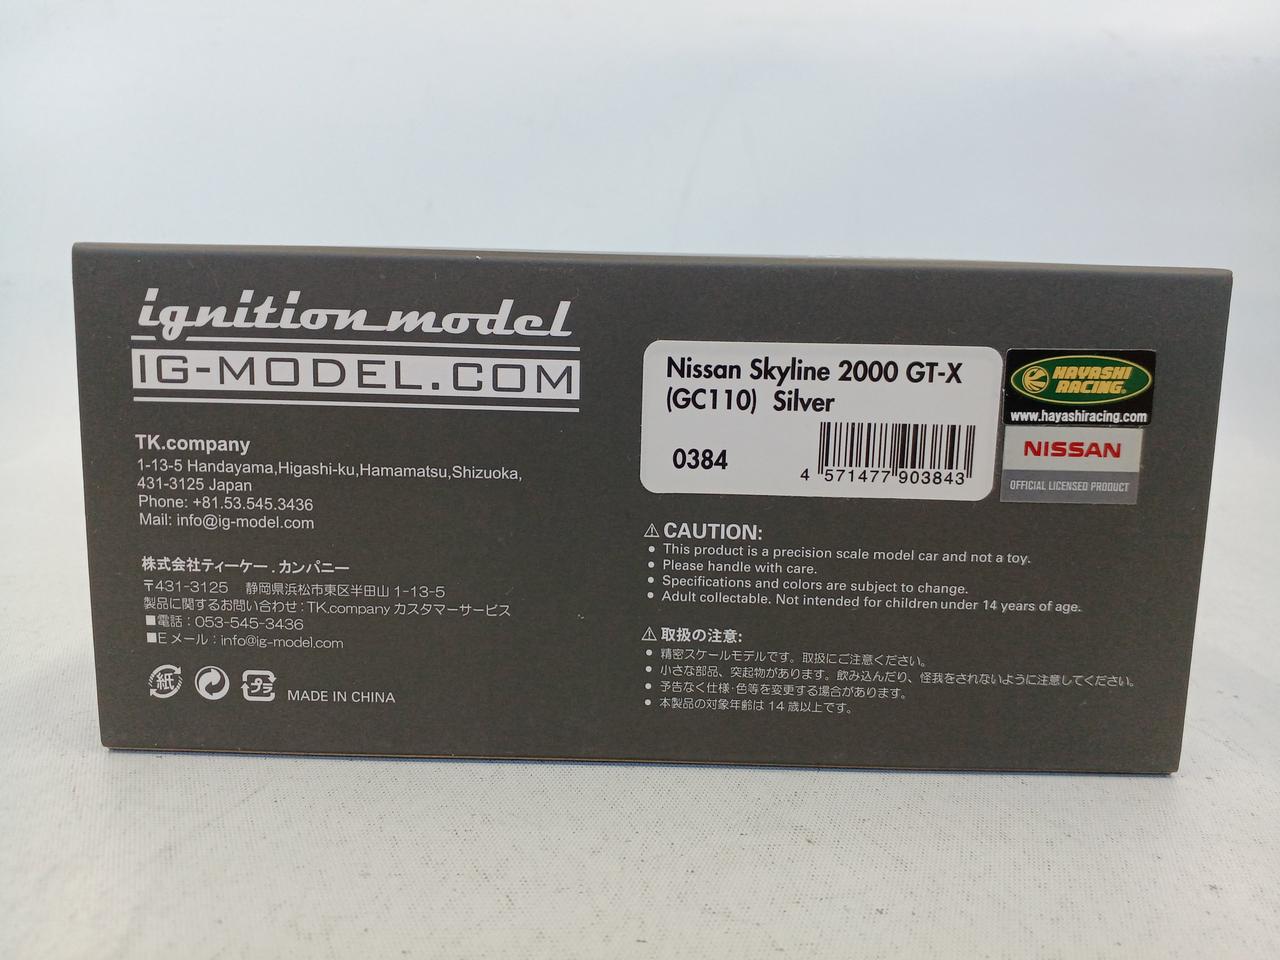 ignition model
IG-MODEL.COM
TK.company
1-13-5 Handayama,Higashi-ku,Hamamatsu,Shizuoka,
431-3125 Japan
Phone: +81.53.545.3436
Mail: info@ig-model.com
株式会社ティーケー.カンパニー
〒431-3125 静岡県浜松市東区半田山 1-13-5
製品に関するお問い合わせ:TK.company カスタマーサービス
■電話:053-545-3436
■Eメール:info@ig-model.com
紙
プラ
MADE IN CHINA
Nissan Skyline 2000 GT-X
(GC110) Silver
0384
4 571477 903843
HAYASHI
RACING.
www.hayashiracing.com
NISSAN
OFFICIAL LICENSED PRODUCT
⚠CAUTION:
• This product is a precision scale model car and not a toy.
• Please handle with care.
• Specifications and colors are subject to change.
• Adult collectable. Not intended for children under 14 years of age.
⚠取扱の注意:
• 精密スケールモデルです。取扱にご注意ください。
• 小さな部品、突起物があります。飲み込んだり、怪我をされないように注意してください。
• 予告なく仕様・色等を変更する場合があります。
• 本製品の対象年齢は 14 歳以上です。